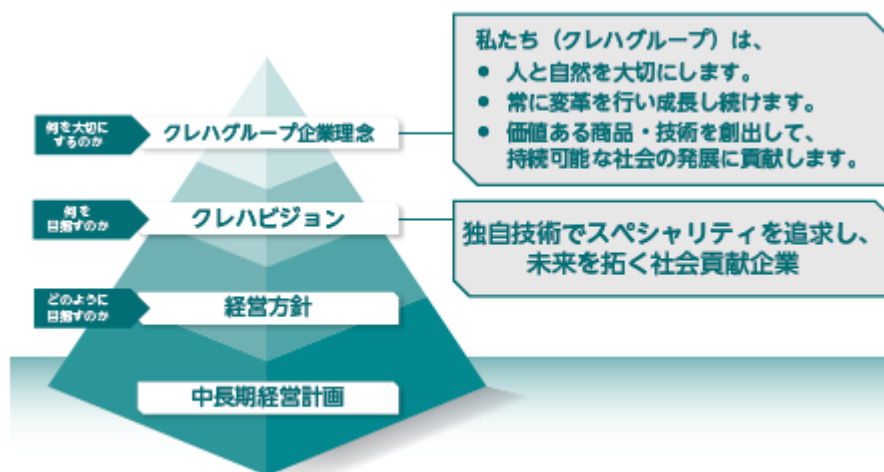 私たち（クレハグループ）は、
● 人と自然を大切にします。
● 常に変革を行い成長し続けます。
● 価値ある商品・技術を創出して、
持続可能な社会の発展に貢献します。
何を大切に
するのか
クレハグループ企業理念
何を
目指すのか
クレハビジョン
独自技術でスペシャリティを追求し、
未来を拓く社会貢献企業
どのように
目指すのか
経営方針
中長期経営計画